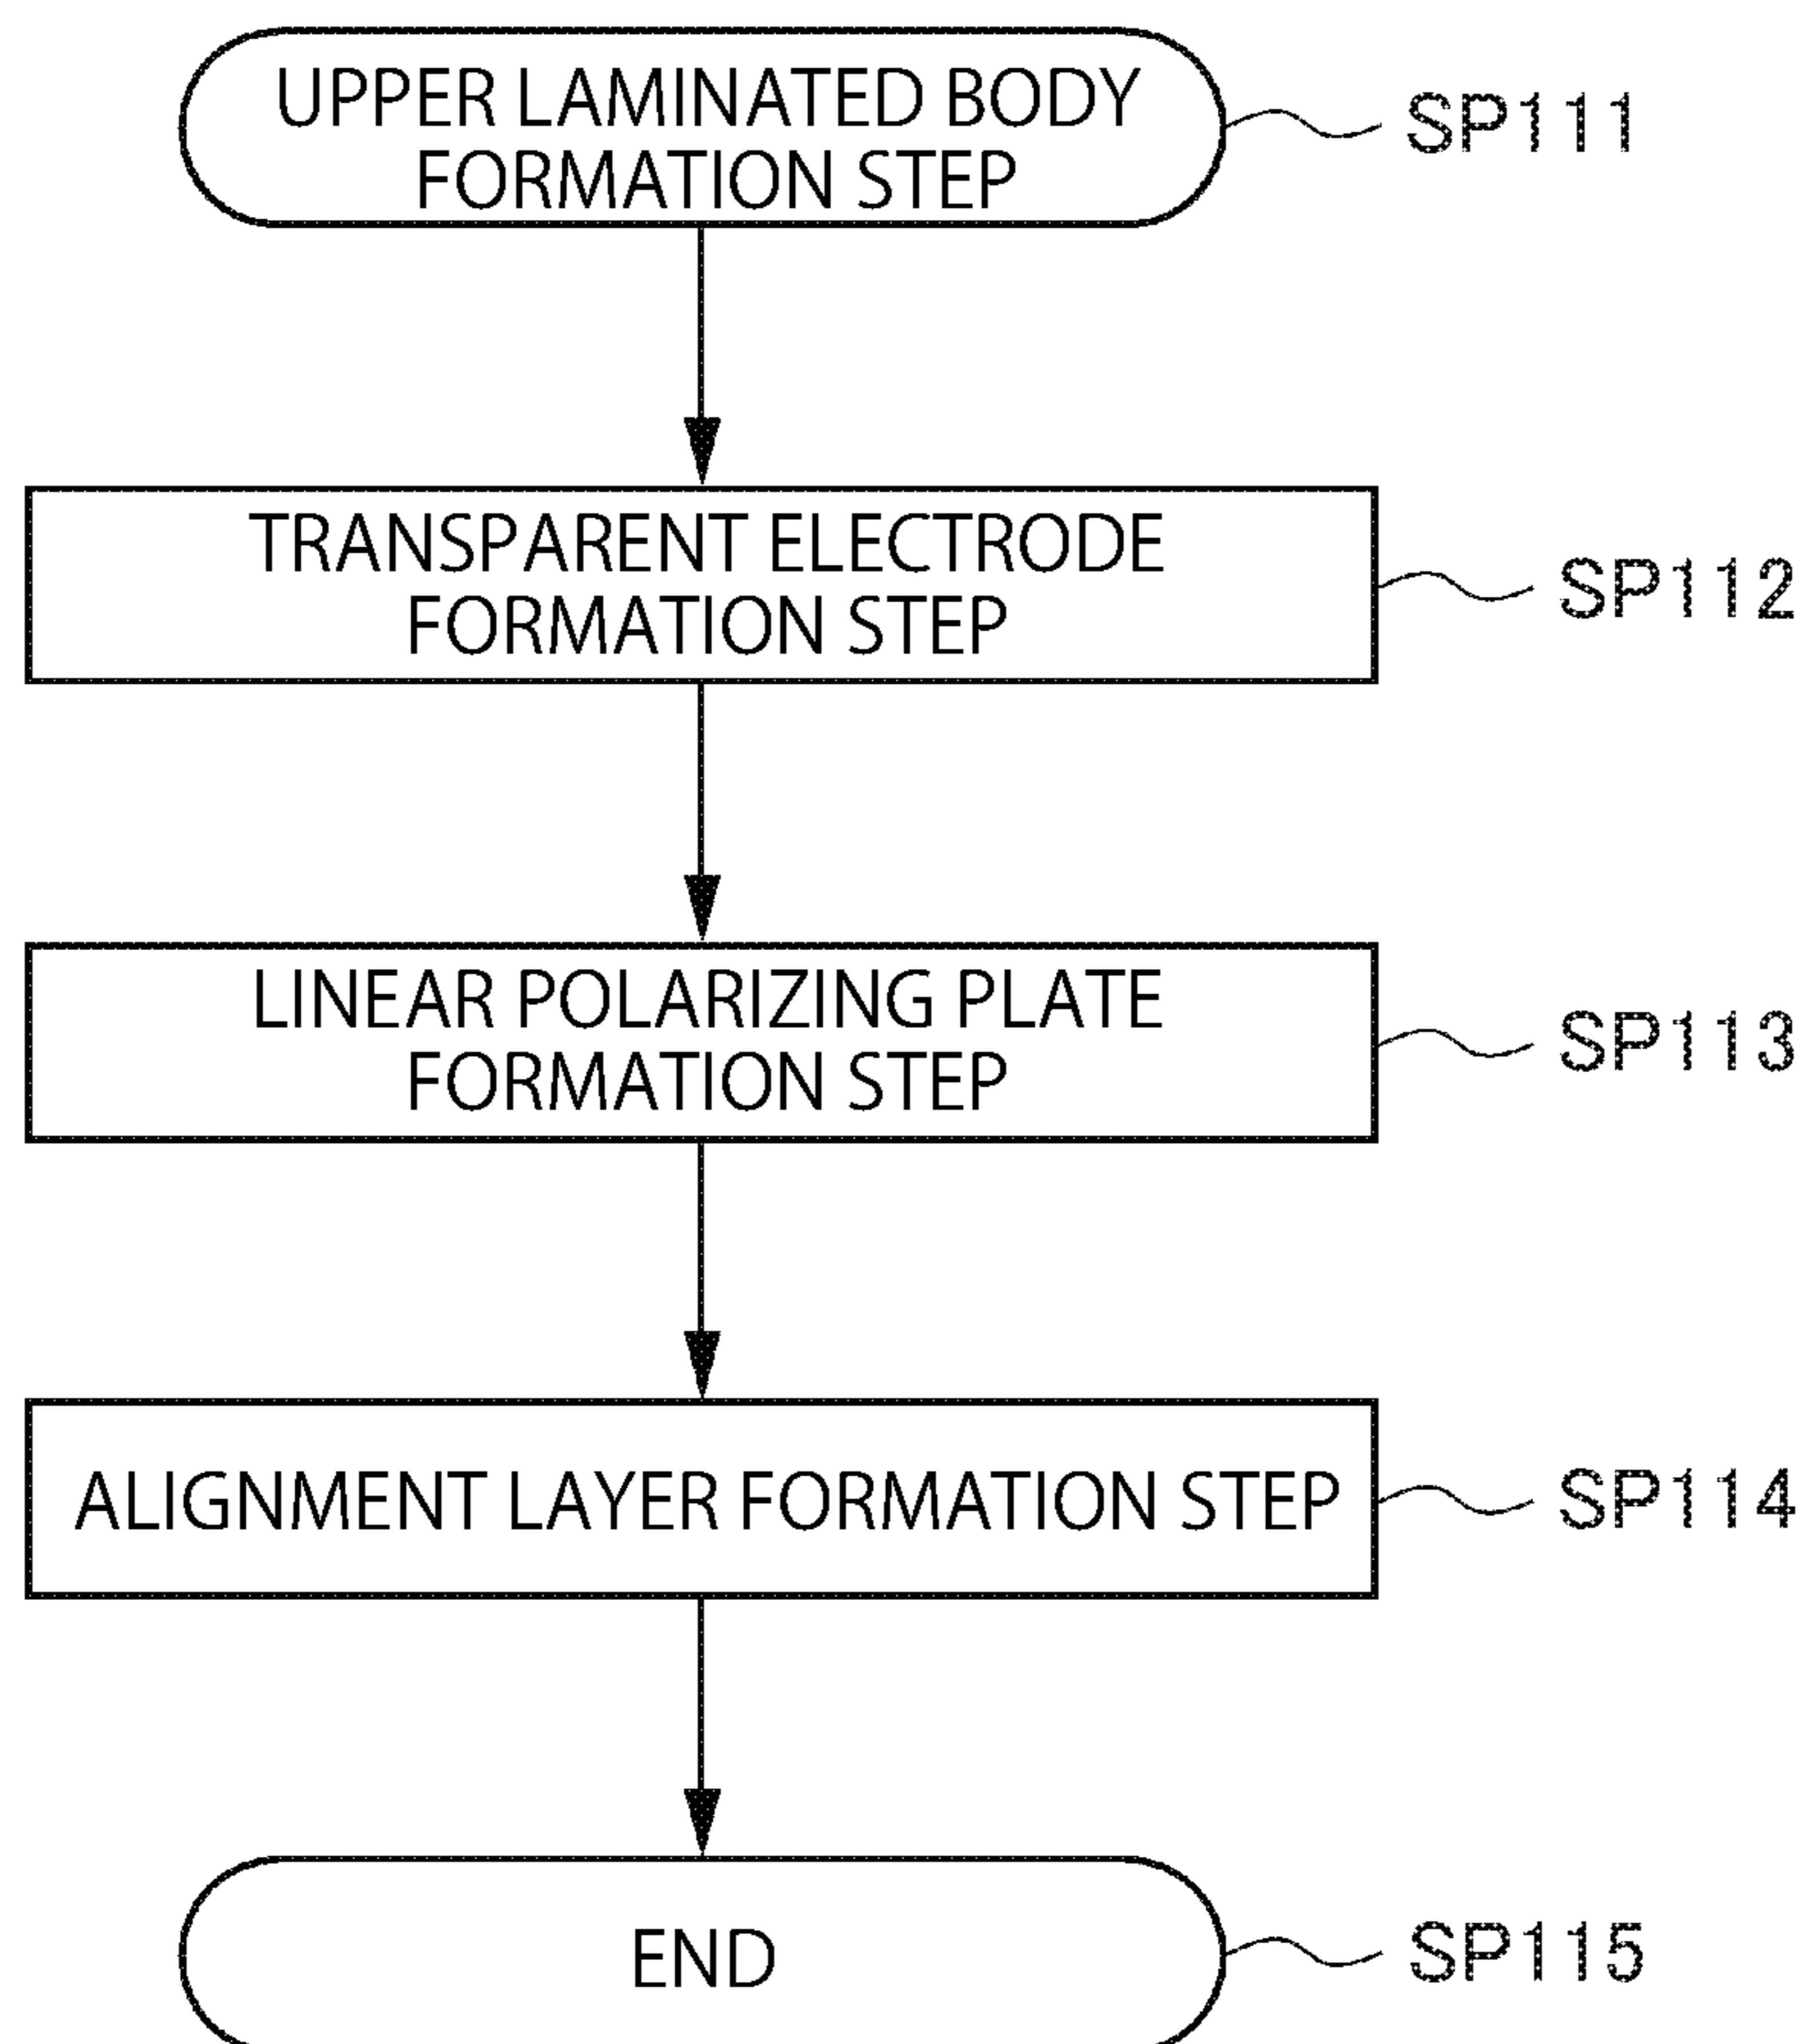 UPPER LAMINATED BODY
FORMATION STEP
SP111
TRANSPARENT ELECTRODE
FORMATION STEP
SP112
LINEAR POLARIZING PLATE
FORMATION STEP
SP113
ALIGNMENT LAYER FORMATION STEP
SP114
END
SP115